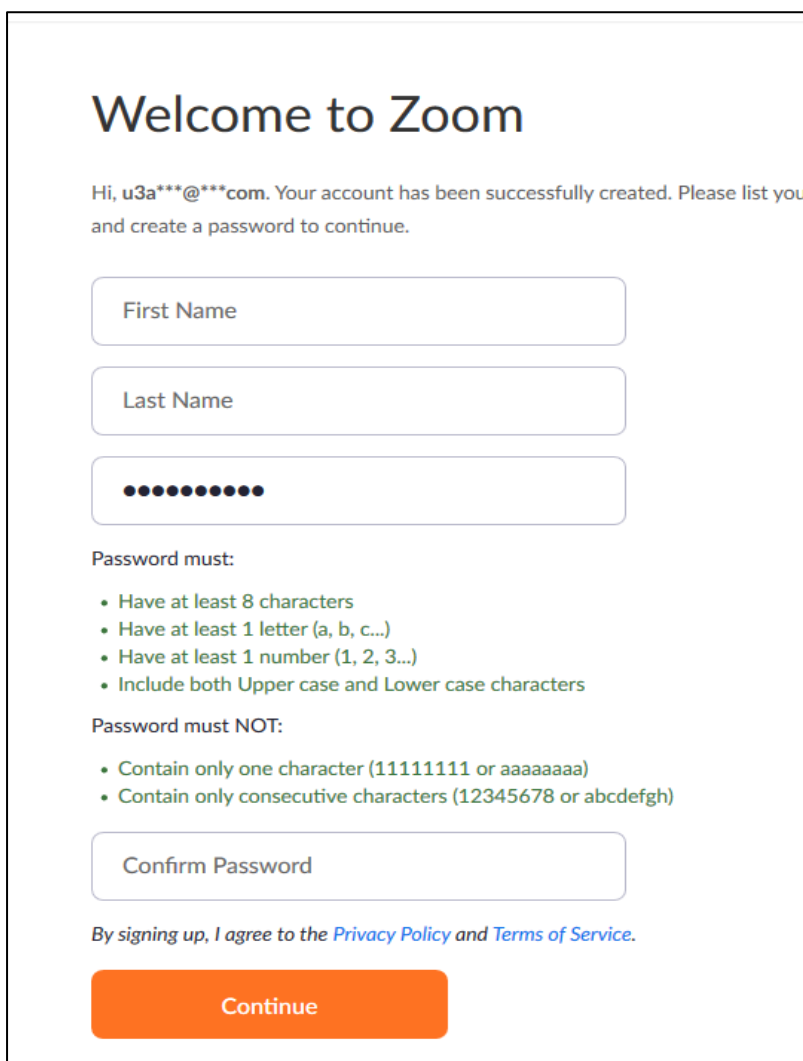 Welcome to Zoom
Hi, u3a***@***com. Your account has been successfully created. Please list you
and create a password to continue.
First Name
Last Name
••••••••••
Password must:
• Have at least 8 characters
• Have at least 1 letter (a, b, c...)
• Have at least 1 number (1, 2, 3...)
• Include both Upper case and Lower case characters
Password must NOT:
• Contain only one character (11111111 or aaaaaaaa)
• Contain only consecutive characters (12345678 or abcdefgh)
Confirm Password
By signing up, I agree to the Privacy Policy and Terms of Service.
Continue